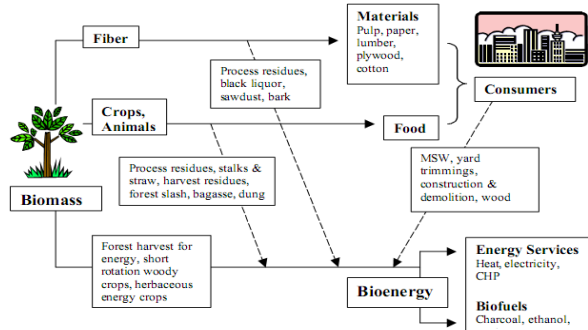 Fiber
Materials
Pulp, paper,
lumber,
plywood,
cotton
Process residues,
black liquor,
sawdust, bark
Consumers
Crops,
Animals
Food
Process residues, stalks &
straw, harvest residues,
forest slash, bagasse, dung
MSW, yard
trimmings,
construction &
demolition, wood
Biomass
Forest harvest for
energy, short
rotation woody
crops, herbaceous
energy crops
Bioenergy
Energy Services
Heat, electricity,
CHP
Biofuels
Charcoal, ethanol,